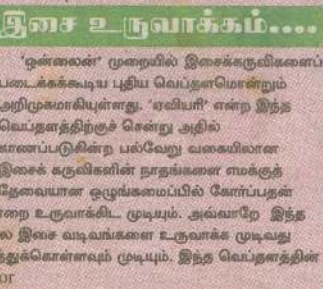 இசை உருவாக்கம்....
'ஒன்லைன்' முறையில் இசைக்கருவிகளைப்
படைக்கக்கூடிய புதிய வெப்தளமொன்றும்
அறிமுகமாகியுள்ளது. 'ஏவியரி' என்ற இந்த
வெப்தளத்திற்குச் சென்று அதில்
காணப்படுகின்ற பல்வேறு வகையிலான
இசைக் கருவிகளின் நாதங்களை எமக்குத்
தேவையான ஒழுங்கமைப்பில் கோர்ப்பதன்
றை உருவாக்கிட முடியும். அவ்வாறே இந்த
ல இசை வடிவங்களை உருவாக்க முடிவது
த்துக்கொள்ளவும் முடியும். இந்த வெப்தளத்தின்
or